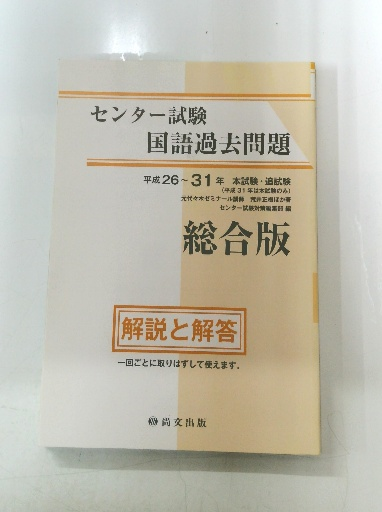 センター試験
国語過去問題
平成26～31年 本試験・追試験
(平成31年は本試験のみ)
元代々木ゼミナール講師 荒井正樹ほか著
センター試験対策編集部 編
総合版
解説と解答
一回ごとに取りはずして使えます。
尚文出版